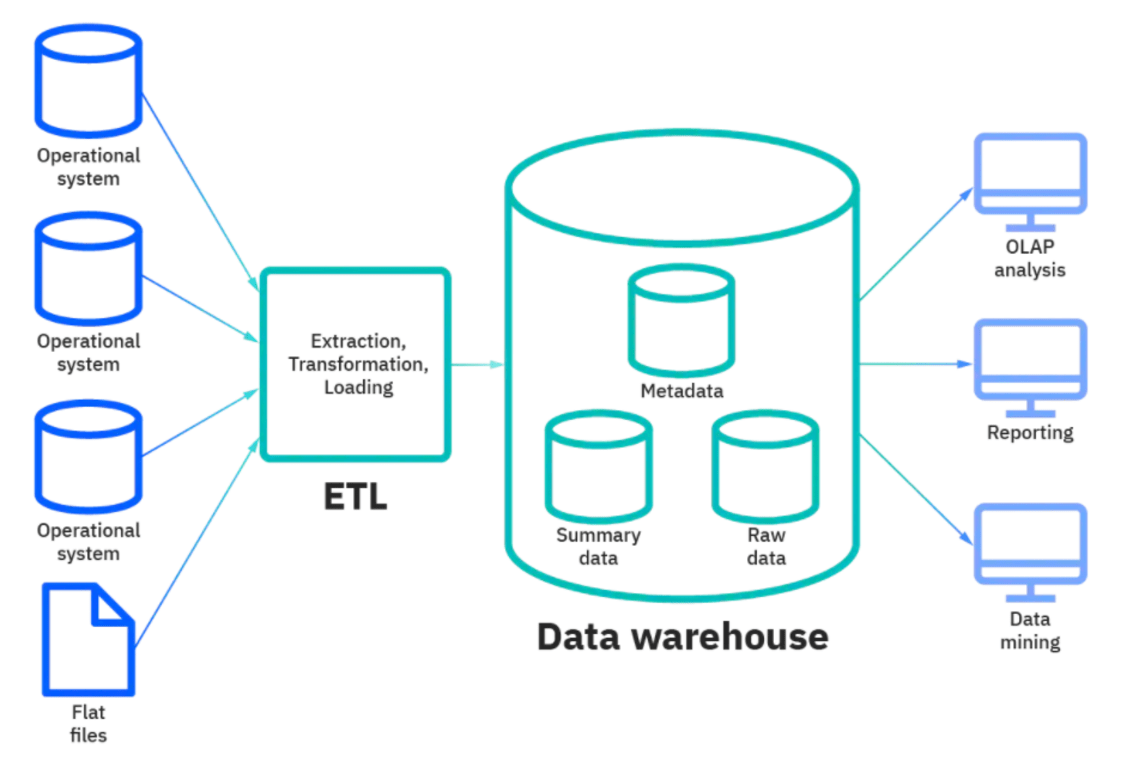 Operational
system
Operational
system
Operational
system
Flat
files
Extraction,
Transformation,
Loading
ETL
Metadata
Summary
data
Raw
data
Data warehouse
OLAP
analysis
Reporting
Data
mining